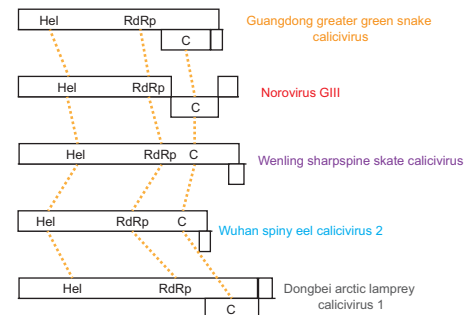 Hel RdRp Guangdong greater green snake
C calicivirus
Hel RdRp Norovirus GIII
C
Hel RdRp C Wenling sharpspine skate calicivirus
Hel RdRp C Wuhan spiny eel calicivirus 2
Hel RdRp Dongbei arctic lamprey
C calicivirus 1